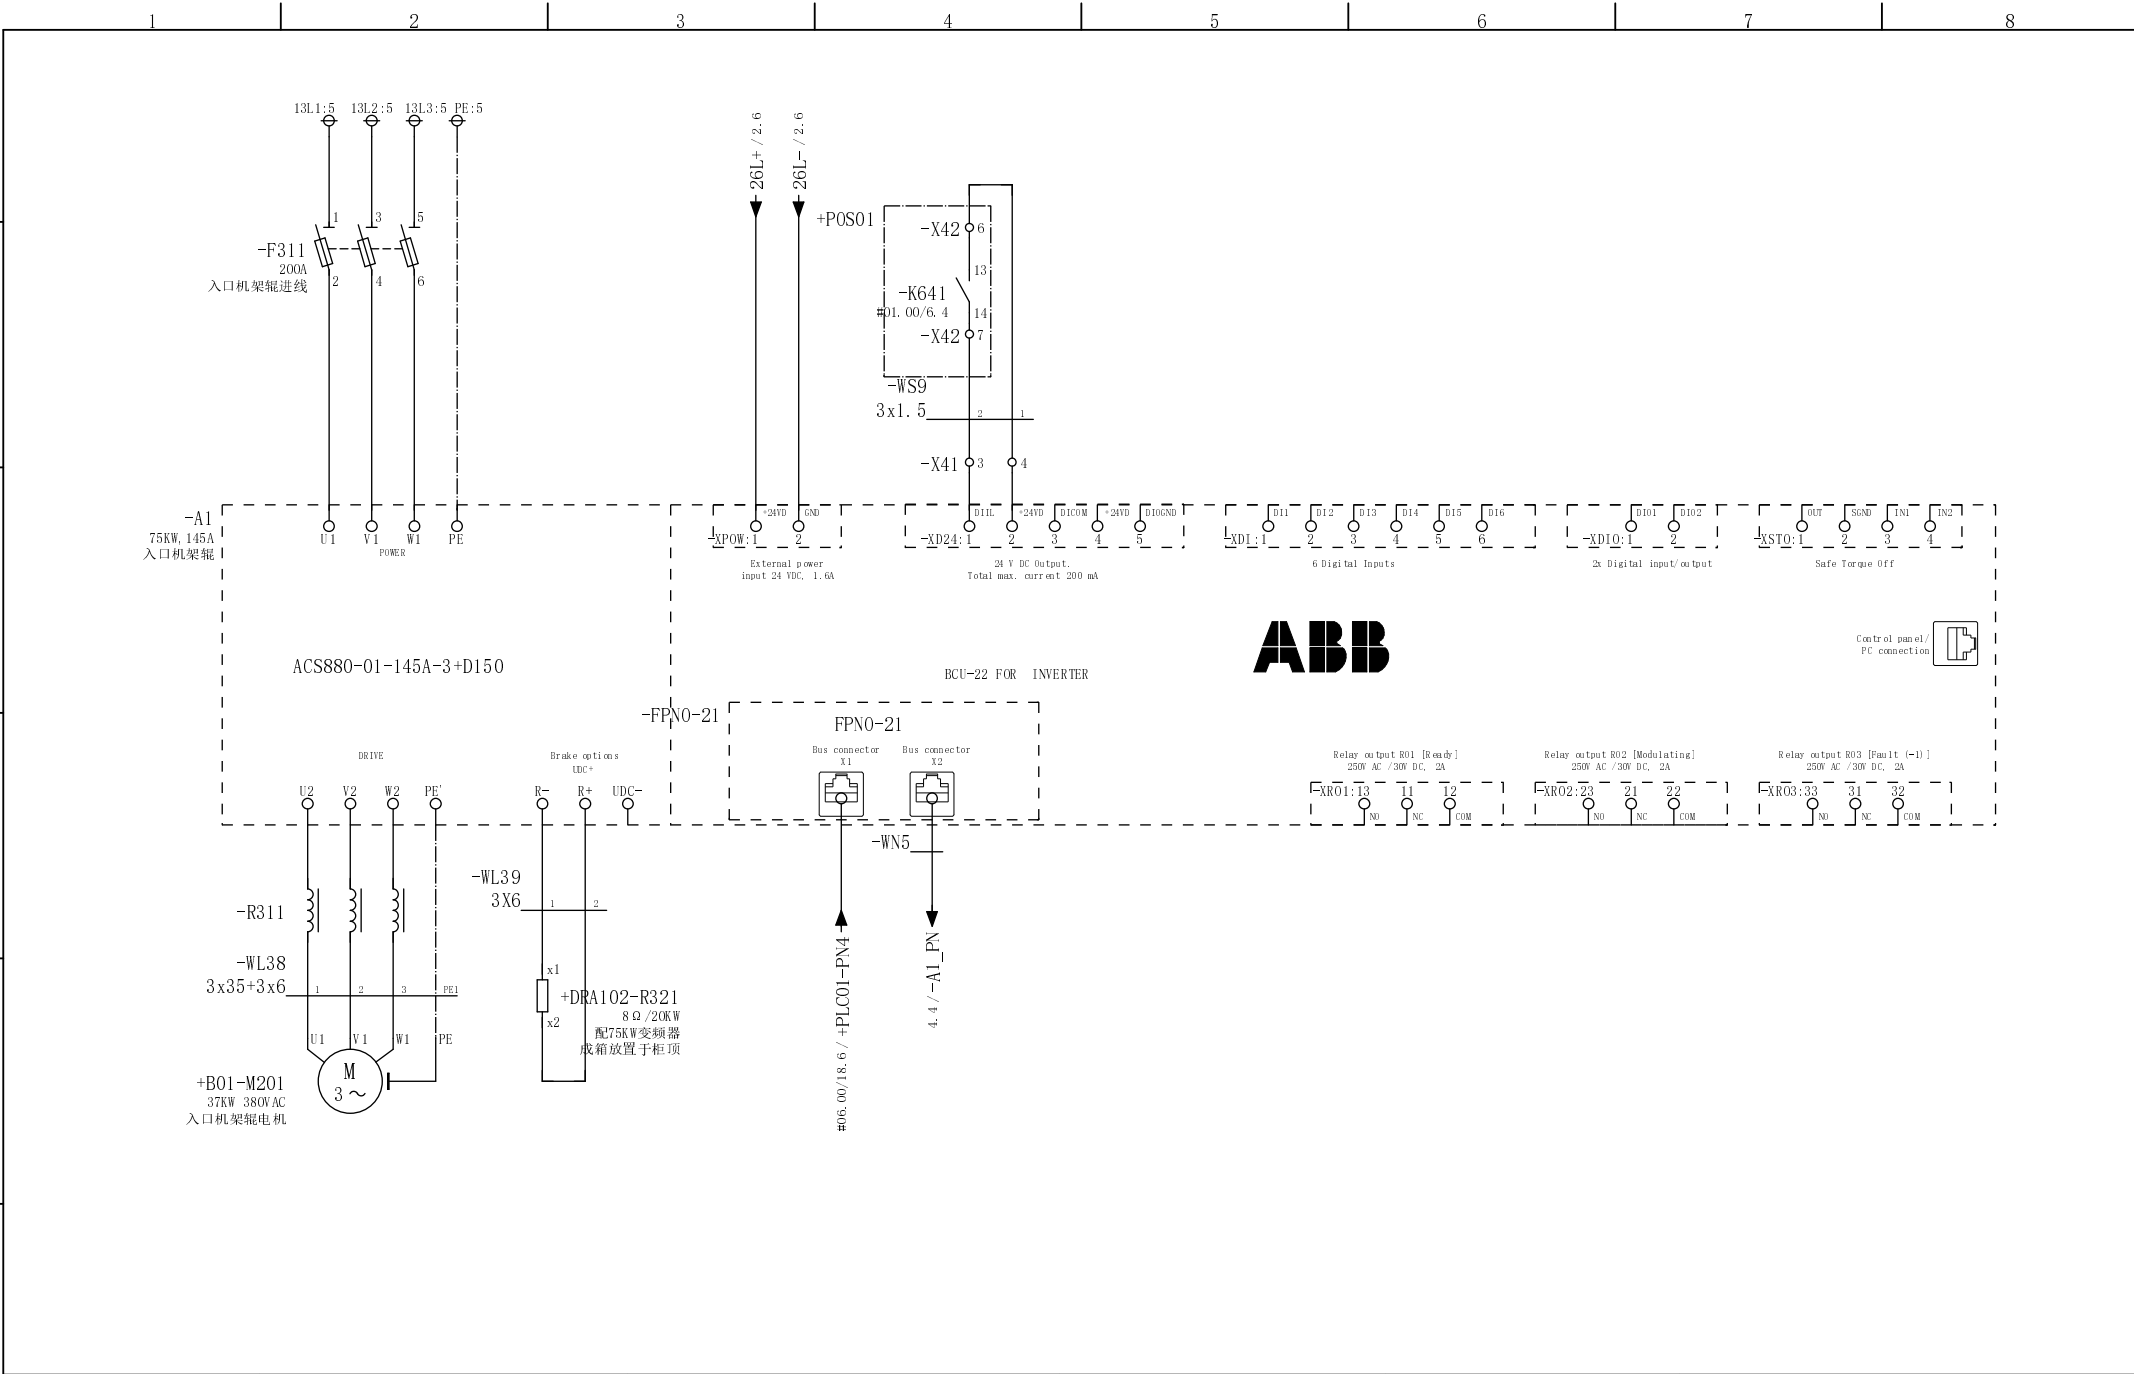 1 2 3 4 5 6 7 8
13L1:5 13L2:5 13L3:5 PE:5
26L+ / 2.6
26L- / 2.6
1 3 5
-F311
200A
入口机架辊进线
2 4 6
+POS01
-X42 6
13
-K641
#01.00/6.4 14
-X42 7
-WS9
3x1.5 2 1
-X41 3 4
-A1
75KW,145A
入口机架辊
U1 V1 W1 PE
POWER
+24VD GND
-XPOW:1 2
External power
input 24 VDC, 1.6A
DIIL +24VD DICOM +24VD DIOGND
-XD24:1 2 3 4 5
24 V DC Output.
Total max. current 200 mA
DI1 DI2 DI3 DI4 DI5 DI6
-XDI:1 2 3 4 5 6
6 Digital Inputs
DIO1 DIO2
-XDIO:1 2
2x Digital input/output
OUT SGND IN1 IN2
-XSTO:1 2 3 4
Safe Torque Off
ABB
Control panel/
PC connection
ACS880-01-145A-3+D150
BCU-22 FOR INVERTER
-FPNO-21
FPNO-21
Bus connector
X1
Bus connector
X2
DRIVE
Brake options
UDC+
U2 V2 W2 PE'
R- R+ UDC-
Relay output RO1 [Ready]
250V AC /30V DC, 2A
-XRO1:13 11 12
NO NC COM
Relay output RO2 [Modulating]
250V AC /30V DC, 2A
-XRO2:23 21 22
NO NC COM
Relay output RO3 [Fault (-1)]
250V AC /30V DC, 2A
-XRO3:33 31 32
NO NC COM
-WN5
-WL39
3X6 1 2
-R311
-WL38
3x35+3x6 1 2 3 PE1
x1
+DRA102-R321
8Ω/20KW
x2
配75KW变频器
成箱放置于柜顶
#06.00/18.6 / +PLC01-PN4
4.4 / -A1_PN
U1 V1 W1 PE
M
3～
+B01-M201
37KW 380VAC
入口机架辊电机